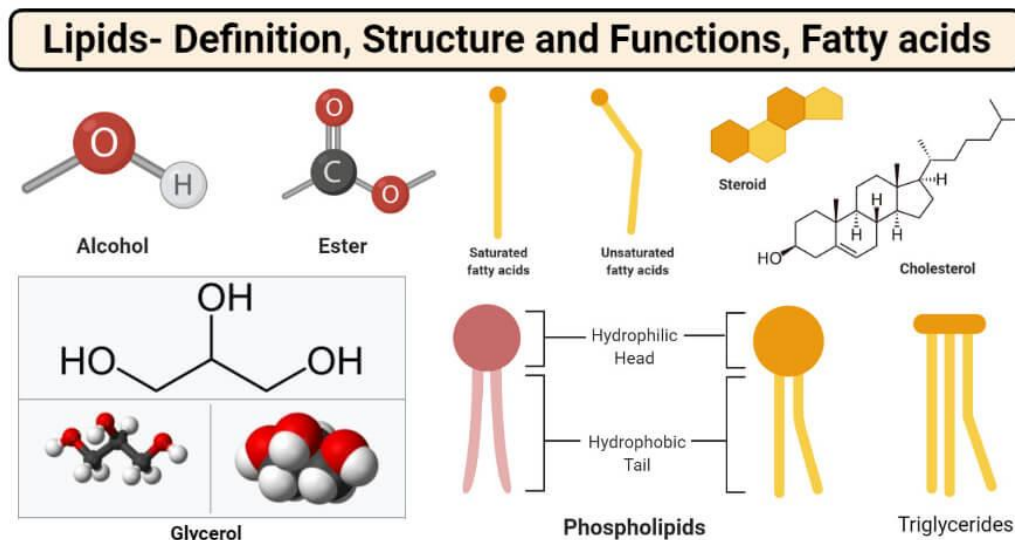 Lipids- Definition, Structure and Functions, Fatty acids
O
H
Alcohol
O
C
O
Ester
Saturated
fatty acids
Unsaturated
fatty acids
Steroid
H
H
H
H
HO
Cholesterol
OH
HO
OH
Glycerol
Hydrophilic
Head
Hydrophobic
Tail
Phospholipids
Triglycerides